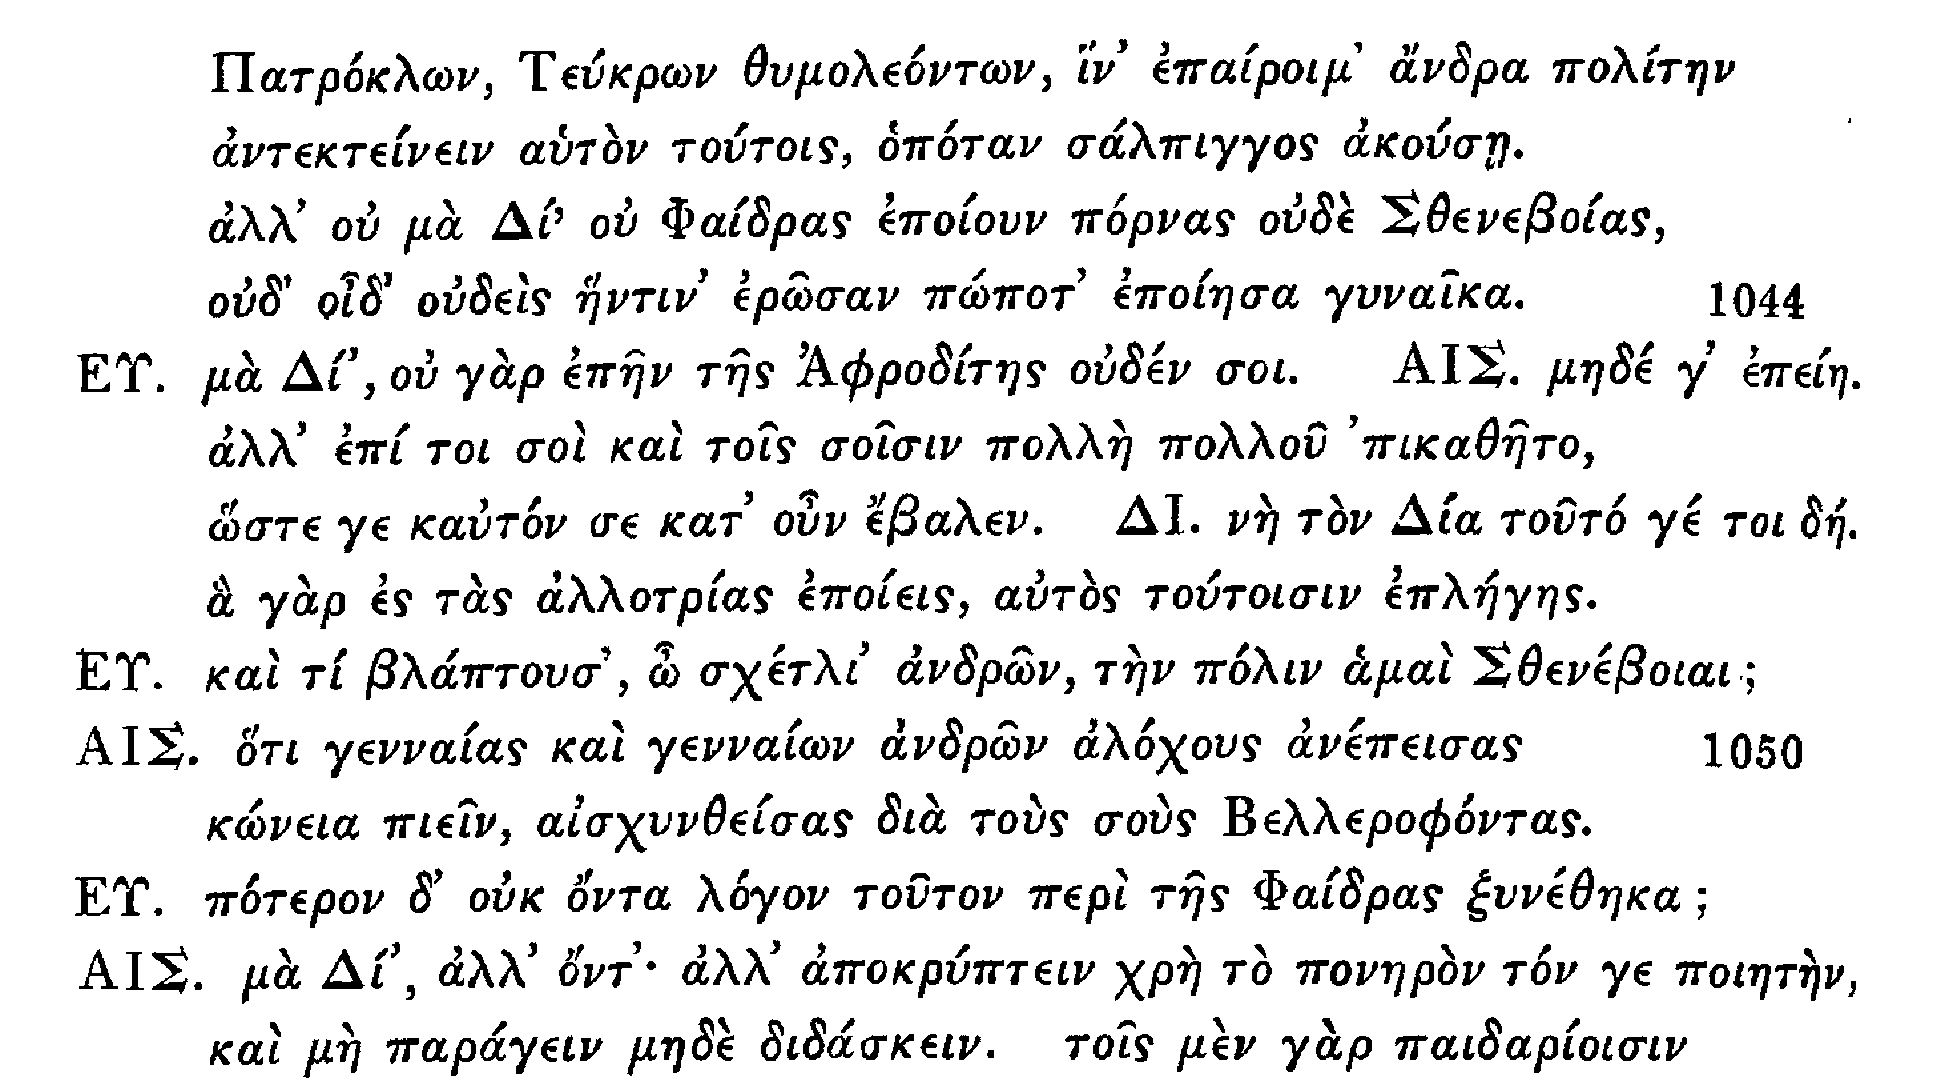 Πατρόκλων, Τεύκρων θυμολεόντων, ἵν’ ἐπαίροιμ’ ἄνδρα πολίτην
ἀντεκτείνειν αὑτὸν τούτοις, ὁπόταν σάλπιγγος ἀκούσῃ.
ἀλλ’ οὐ μὰ Δί’ οὐ Φαίδρας ἐποίουν πόρνας οὐδὲ Σθενεβοίας,
οὐδ’ οἶδ’ οὐδεὶς ἥντιν’ ἐρῶσαν πώποτ’ ἐποίησα γυναῖκα. 1044
ΕΥ. μὰ Δί’, οὐ γὰρ ἐπῆν τῆς Ἀφροδίτης οὐδέν σοι. ΑΙΣ. μηδέ γ’ ἐπείη.
ἀλλ’ ἐπί τοι σοὶ καὶ τοῖς σοῖσιν πολλὴ πολλοῦ ’πικαθῆτο,
ὥστε γε καὐτόν σε κατ’ οὖν ἔβαλεν. ΔΙ. νὴ τὸν Δία τοῦτό γέ τοι δή.
ἃ γὰρ ἐς τὰς ἀλλοτρίας ἐποίεις, αὐτὸς τούτοισιν ἐπλήγης.
ΕΥ. καὶ τί βλάπτουσ’, ὦ σχέτλι’ ἀνδρῶν, τὴν πόλιν ἁμαὶ Σθενέβοιαι;
ΑΙΣ. ὅτι γενναίας καὶ γενναίων ἀνδρῶν ἀλόχους ἀνέπεισας 1050
κώνεια πιεῖν, αἰσχυνθείσας διὰ τοὺς σοὺς Βελλεροφόντας.
ΕΥ. πότερον δ’ οὐκ ὄντα λόγον τοῦτον περὶ τῆς Φαίδρας ξυνέθηκα;
ΑΙΣ. μὰ Δί’, ἀλλ’ ὄντ’· ἀλλ’ ἀποκρύπτειν χρὴ τὸ πονηρὸν τόν γε ποιητὴν,
καὶ μὴ παράγειν μηδὲ διδάσκειν. τοῖς μὲν γὰρ παιδαρίοισιν